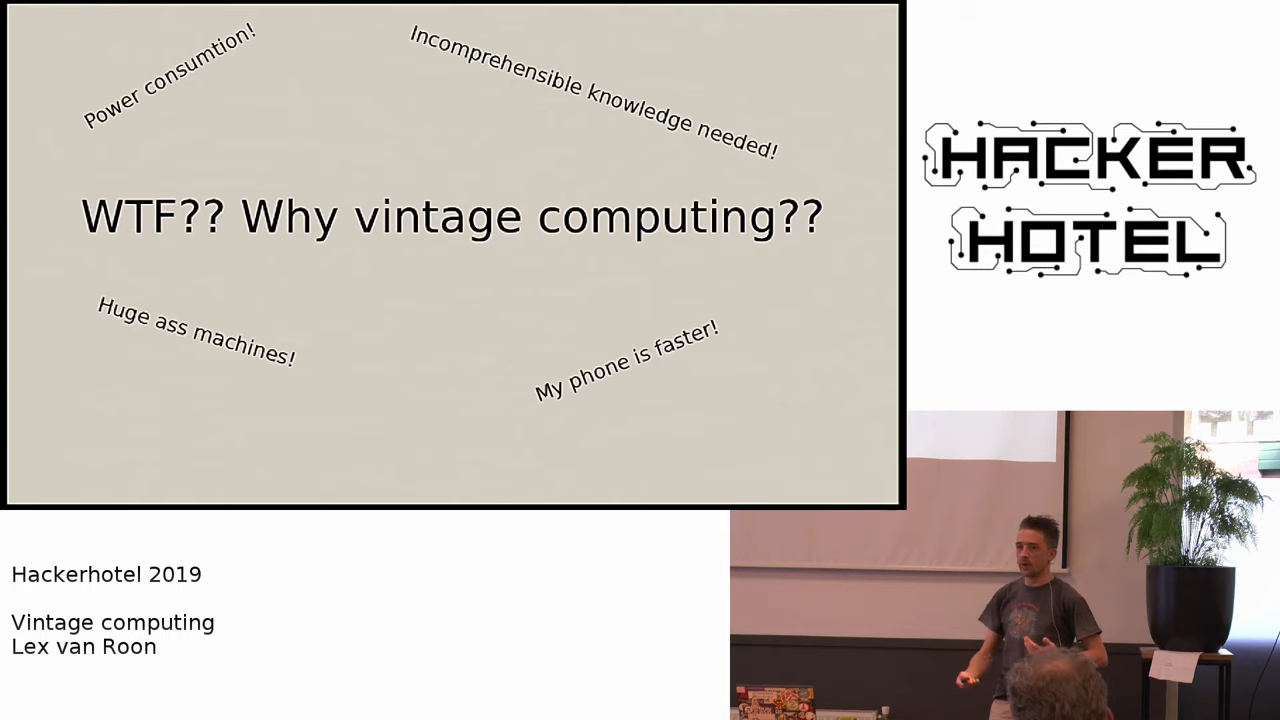 Power consumtion!
Incomprehensible knowledge needed!
WTF?? Why vintage computing??
Huge ass machines!
My phone is faster!
HACKER
HOTEL
Hackerhotel 2019
Vintage computing
Lex van Roon